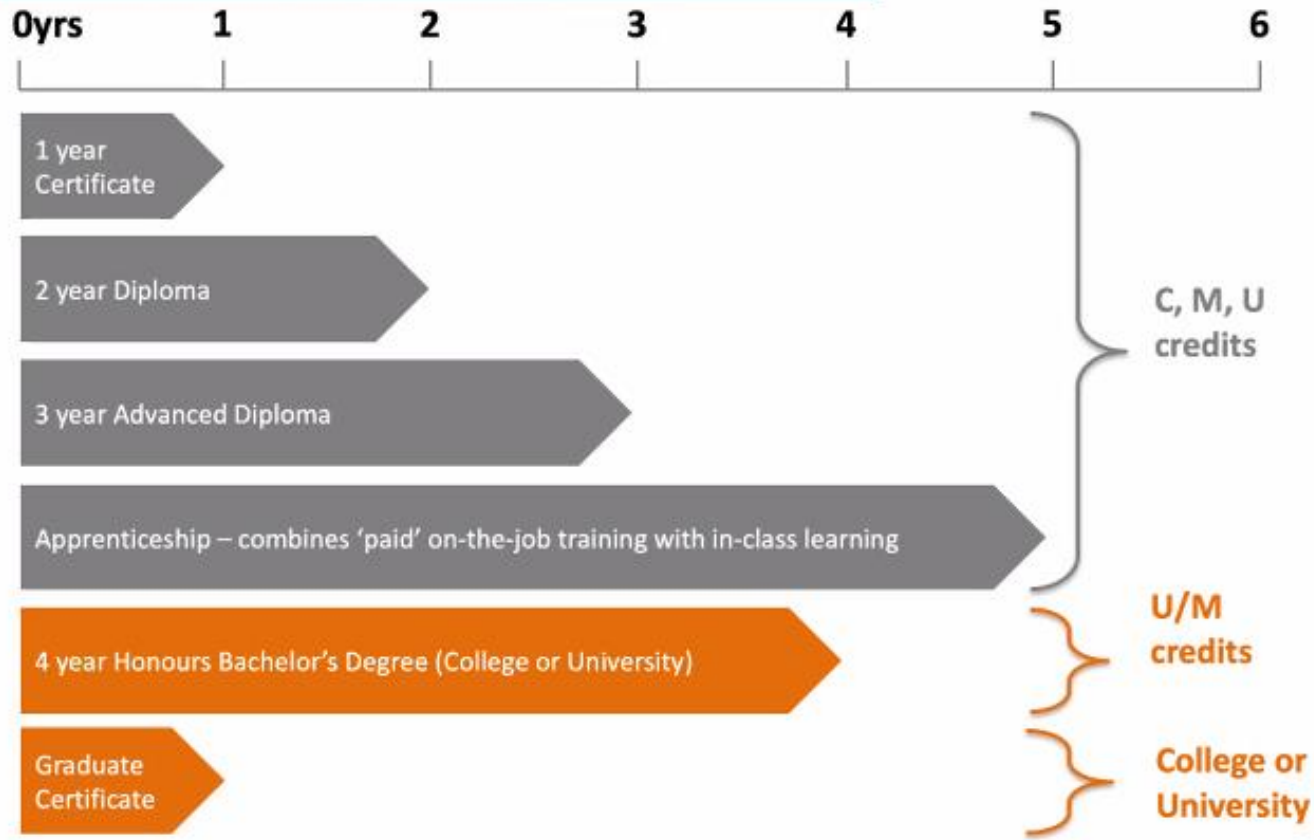 0yrs 1 2 3 4 5 6
1 year
Certificate
2 year Diploma
3 year Advanced Diploma
Apprenticeship – combines ‘paid’ on-the-job training with in-class learning
C, M, U
credits
4 year Honours Bachelor’s Degree (College or University)
U/M
credits
Graduate
Certificate
College or
University